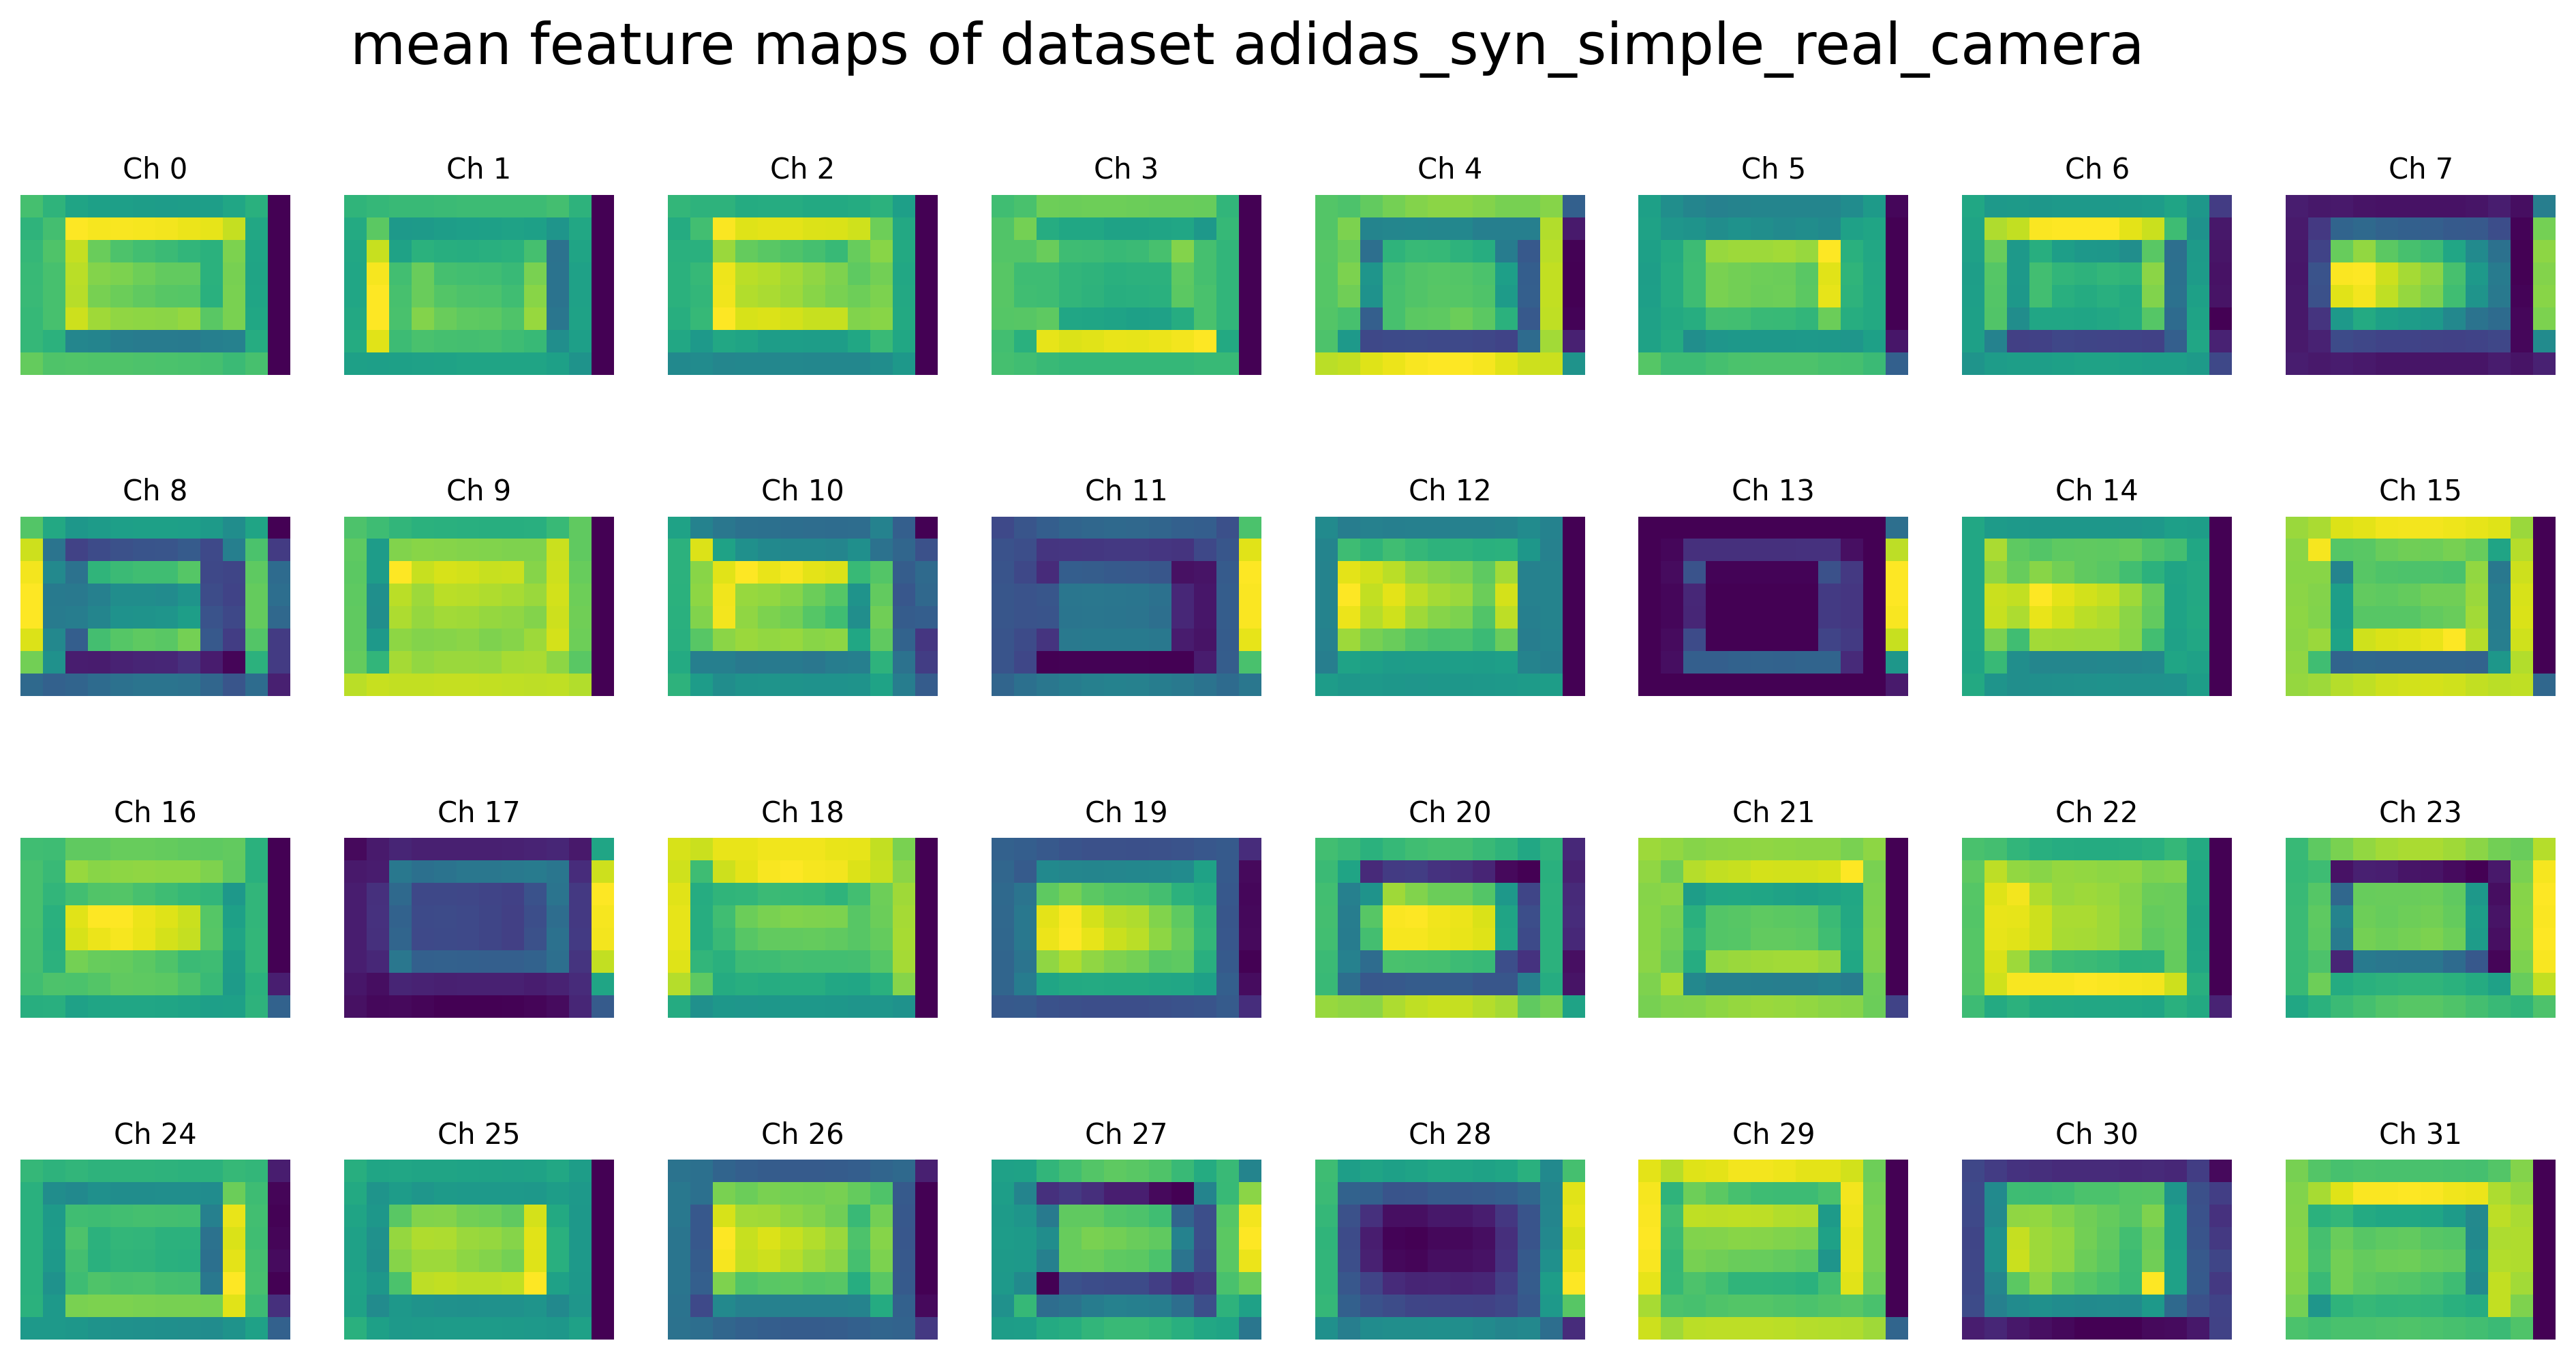 mean feature maps of dataset adidas_syn_simple_real_camera
Ch 0 Ch 1 Ch 2 Ch 3 Ch 4 Ch 5 Ch 6 Ch 7
Ch 8 Ch 9 Ch 10 Ch 11 Ch 12 Ch 13 Ch 14 Ch 15
Ch 16 Ch 17 Ch 18 Ch 19 Ch 20 Ch 21 Ch 22 Ch 23
Ch 24 Ch 25 Ch 26 Ch 27 Ch 28 Ch 29 Ch 30 Ch 31